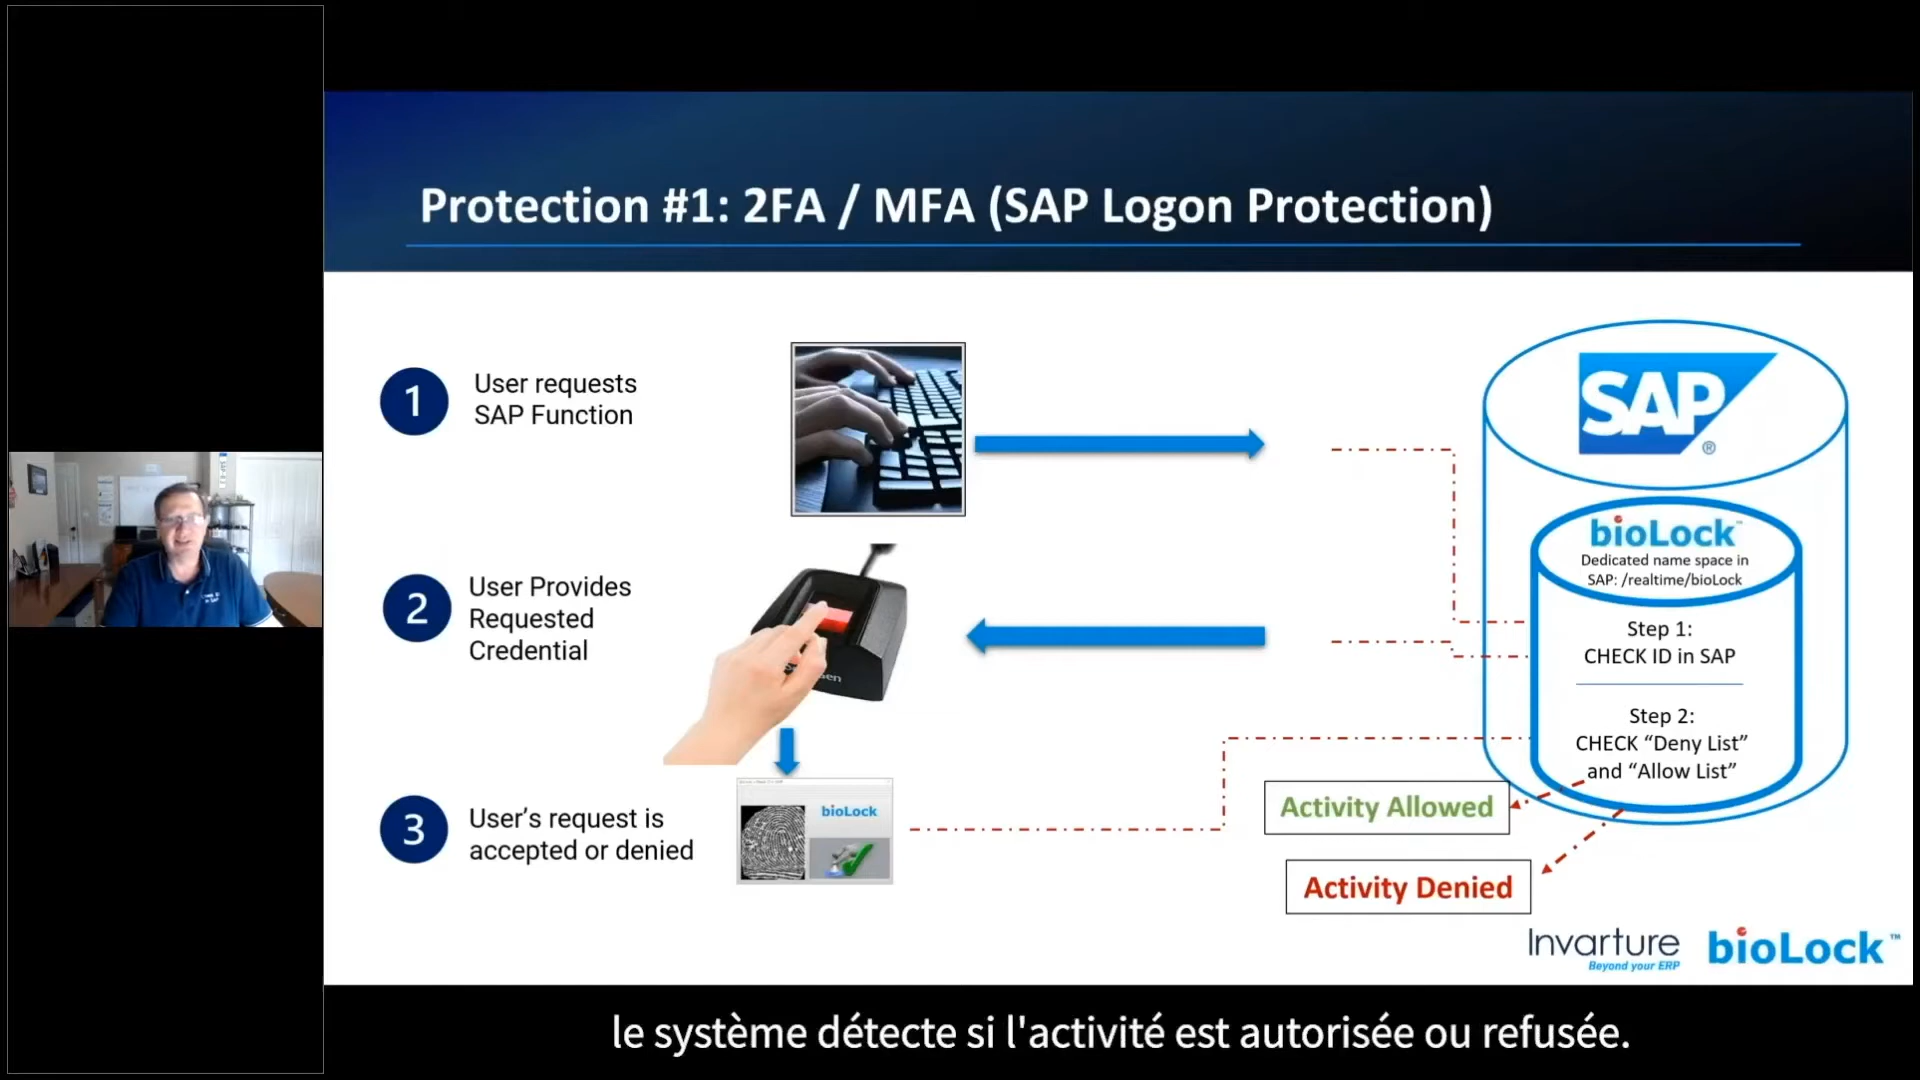 Protection #1: 2FA / MFA (SAP Logon Protection)
1
User requests
SAP Function
2
User Provides
Requested
Credential
3
User's request is
accepted or denied
bioLock
SAP
®
bioLock™
Dedicated name space in
SAP: /realtime/bioLock
Step 1:
CHECK ID in SAP
Step 2:
CHECK “Deny List”
and “Allow List”
Activity Allowed
Activity Denied
Invarture
Beyond your ERP
bioLock™
le système détecte si l'activité est autorisée ou refusée.